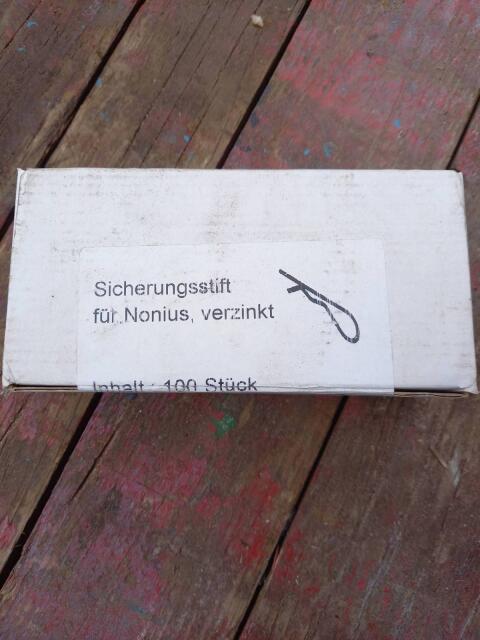 Sicherungsstift
für Nonius, verzinkt
Inhalt : 100 Stück